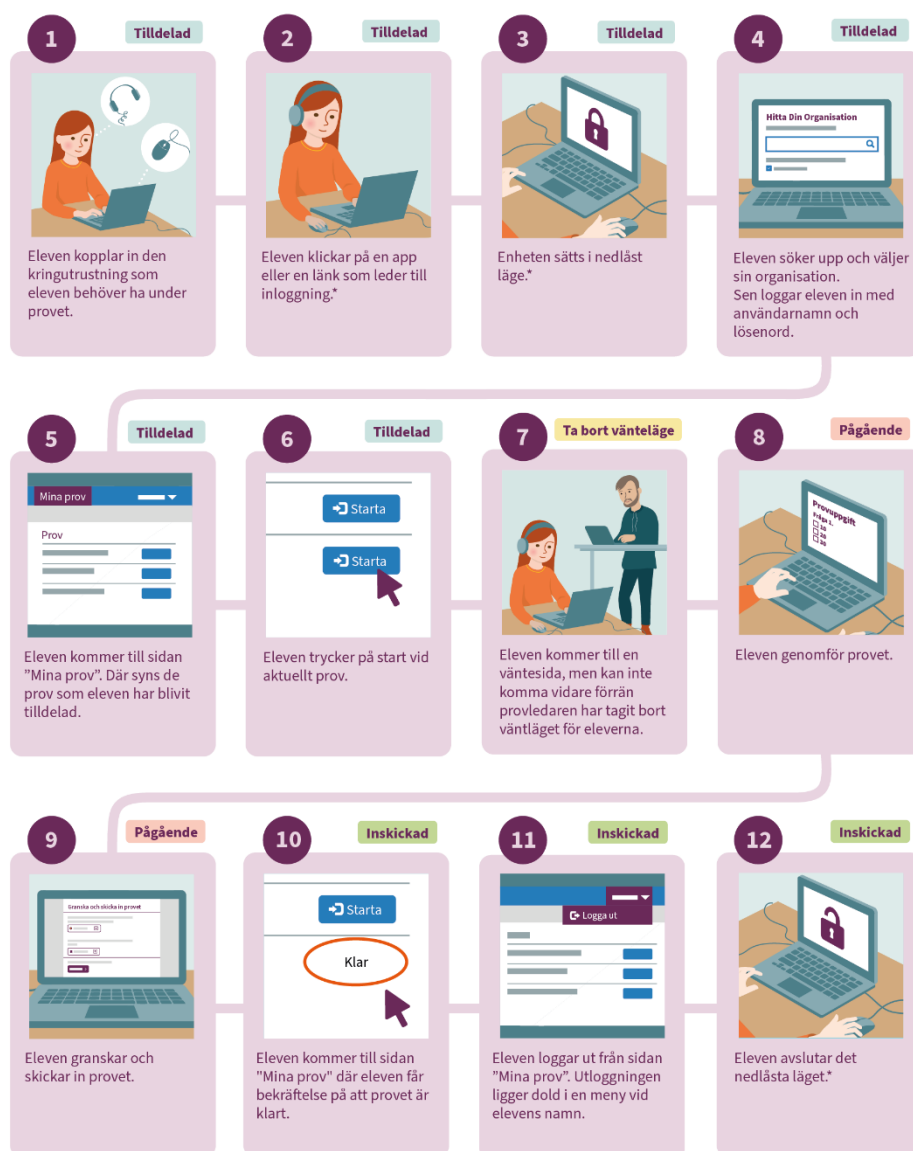 1
Tilldelad
Eleven kopplar in den
kringutrustning som
eleven behöver ha under
provet.
2
Tilldelad
Eleven klickar på en app
eller en länk som leder till
inloggning.*
3
Tilldelad
Enheten sätts i nedlåst
läge.*
4
Tilldelad
Hitta Din Organisation
Eleven söker upp och väljer
sin organisation.
Sen loggar eleven in med
användarnamn och
lösenord.
5
Tilldelad
Mina prov
Prov
Eleven kommer till sidan
”Mina prov”. Där syns de
prov som eleven har blivit
tilldelad.
6
Tilldelad
Starta
Starta
Eleven trycker på start vid
aktuellt prov.
7
Ta bort vänteläge
Eleven kommer till en
väntesida, men kan inte
komma vidare förrän
provledaren har tagit bort
väntläget för eleverna.
8
Pågående
Provuppgift
Fråga 1.
Eleven genomför provet.
9
Pågående
Granska och skicka in provet
Eleven granskar och
skickar in provet.
10
Inskickad
Starta
Klar
Eleven kommer till sidan
"Mina prov" där eleven får
bekräftelse på att provet är
klart.
11
Inskickad
Logga ut
Eleven loggar ut från sidan
”Mina prov”. Utloggningen
ligger dold i en meny vid
elevens namn.
12
Inskickad
Eleven avslutar det
nedlåsta läget.*